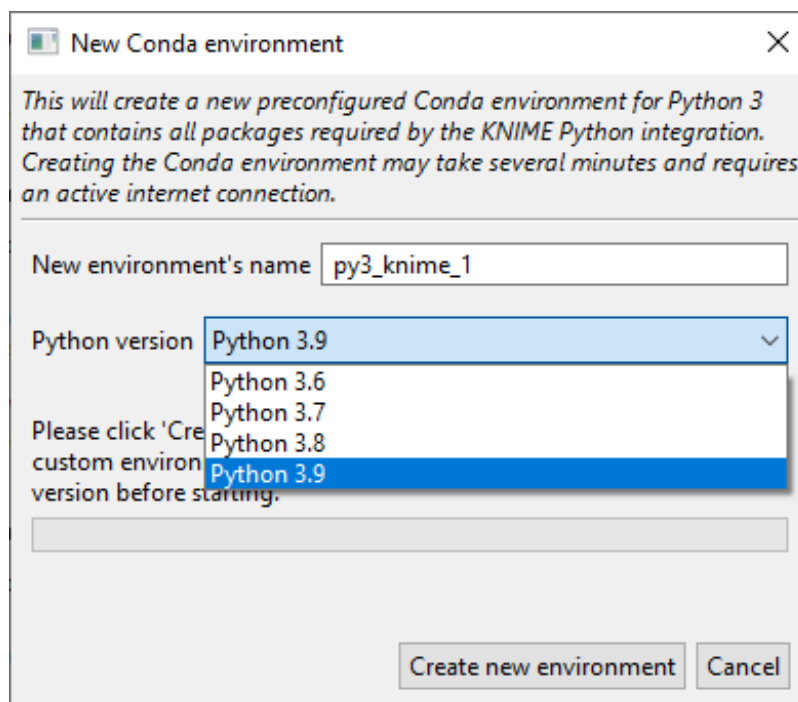 New Conda environment
This will create a new preconfigured Conda environment for Python 3
that contains all packages required by the KNIME Python integration.
Creating the Conda environment may take several minutes and requires
an active internet connection.
New environment's name py3_knime_1
Python version Python 3.9
Python 3.6
Python 3.7
Python 3.8
Python 3.9
Please click 'Cre
custom environ
version before starting.
Create new environment Cancel